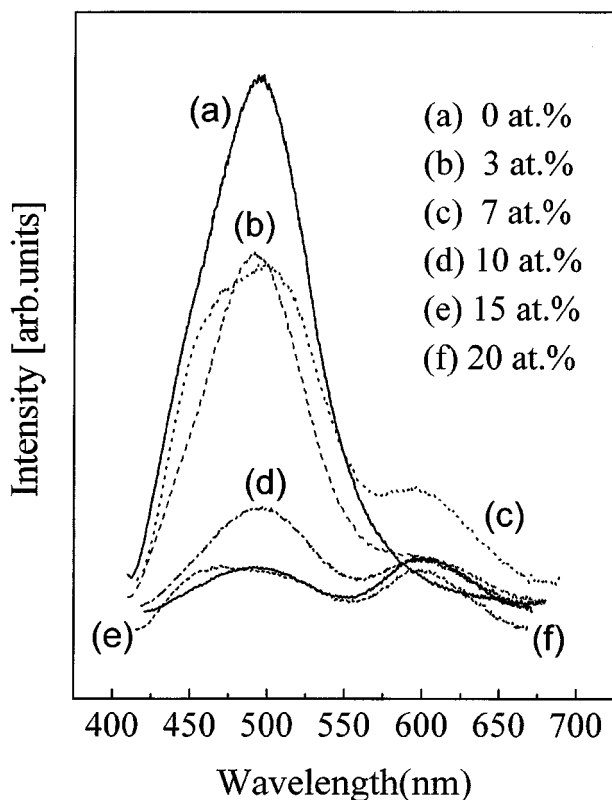 (a) 0 at.%
(b) 3 at.%
(c) 7 at.%
(d) 10 at.%
(e) 15 at.%
(f) 20 at.%
(a)
(b)
(c)
(d)
(e)
(f)
Intensity [arb.units]
400 450 500 550 600 650 700
Wavelength(nm)